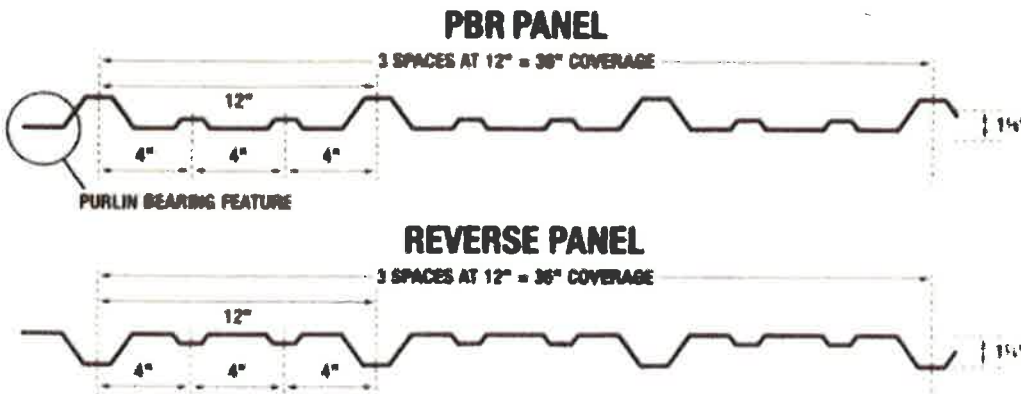 PBR PANEL
3 SPACES AT 12" = 36" COVERAGE
12"
4" 4" 4"
PURLIN BEARING FEATURE
REVERSE PANEL
3 SPACES AT 12" = 36" COVERAGE
12"
4" 4" 4"